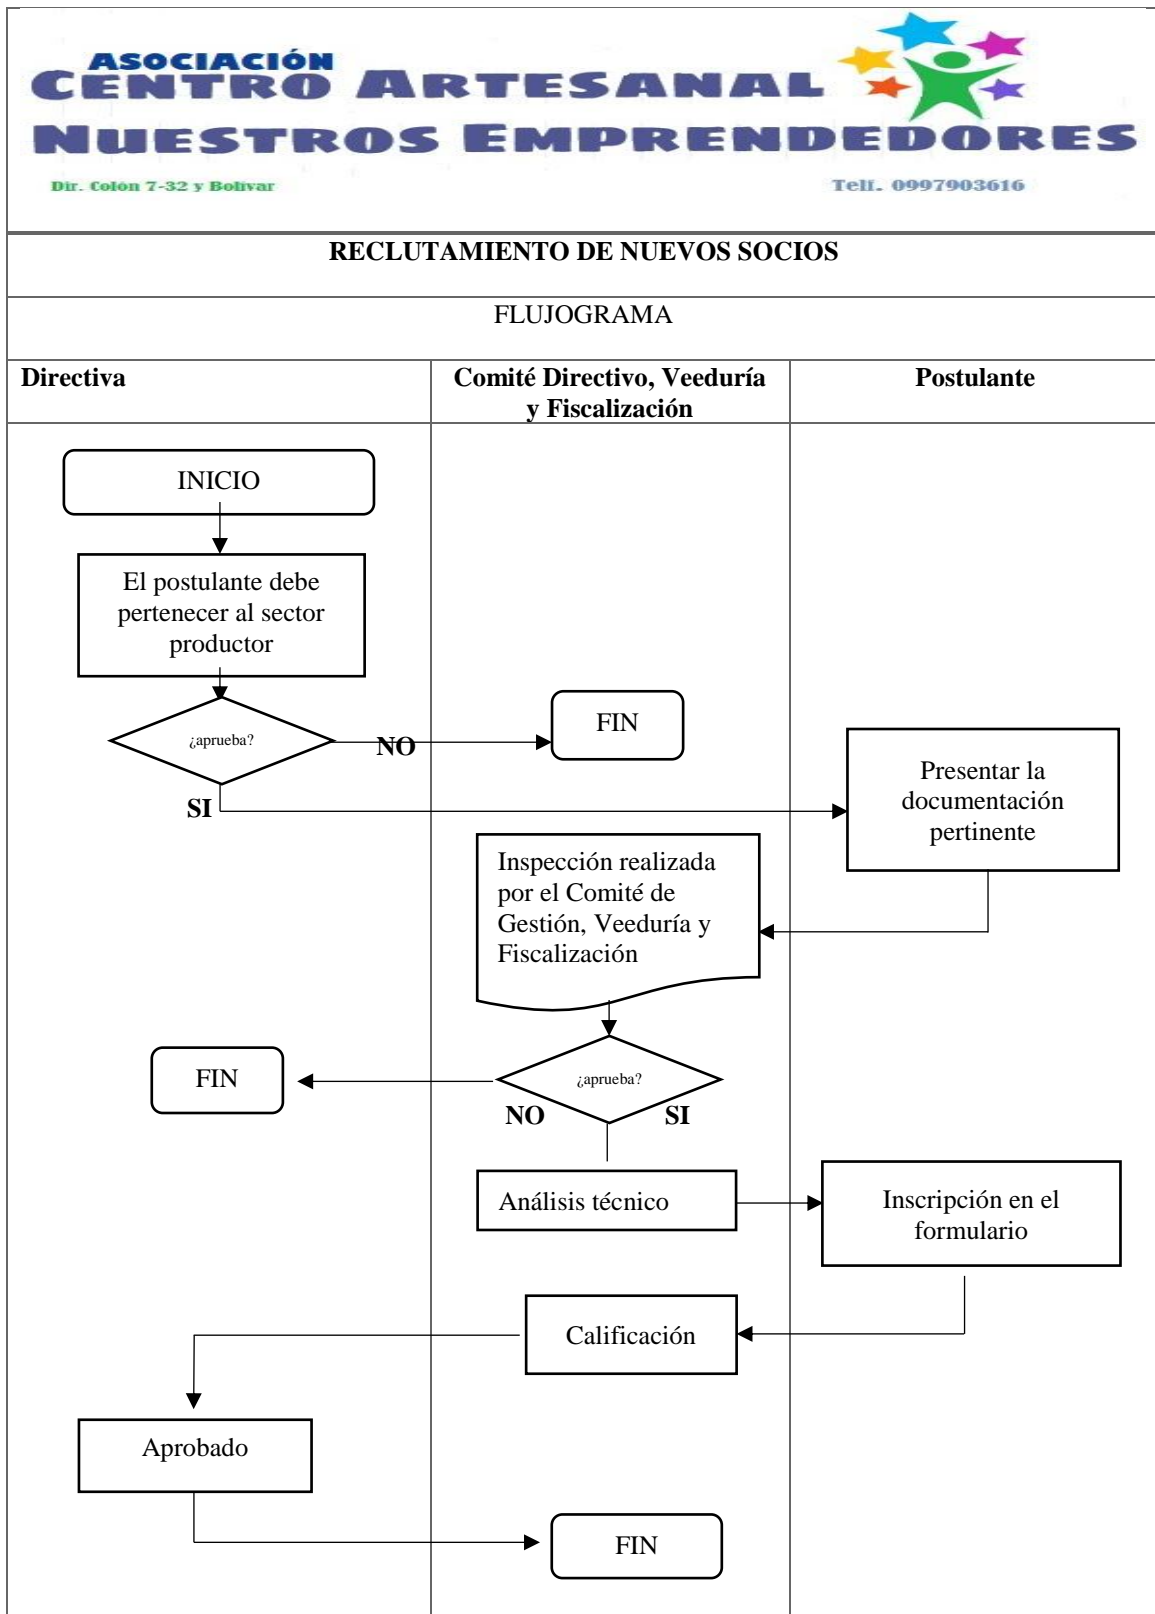 ASOCIACIÓN
CENTRO ARTESANAL
NUESTROS EMPRENDEDORES
Dir. Colón 7-32 y Bolívar
Telf. 0997903616
RECLUTAMIENTO DE NUEVOS SOCIOS
FLUJOGRAMA
Directiva
Comité Directivo, Veeduría
y Fiscalización
Postulante
INICIO
El postulante debe
pertenecer al sector
productor
¿aprueba?
NO
FIN
SI
Presentar la
documentación
pertinente
Inspección realizada
por el Comité de
Gestión, Veeduría y
Fiscalización
¿aprueba?
NO
SI
FIN
Análisis técnico
Inscripción en el
formulario
Calificación
Aprobado
FIN